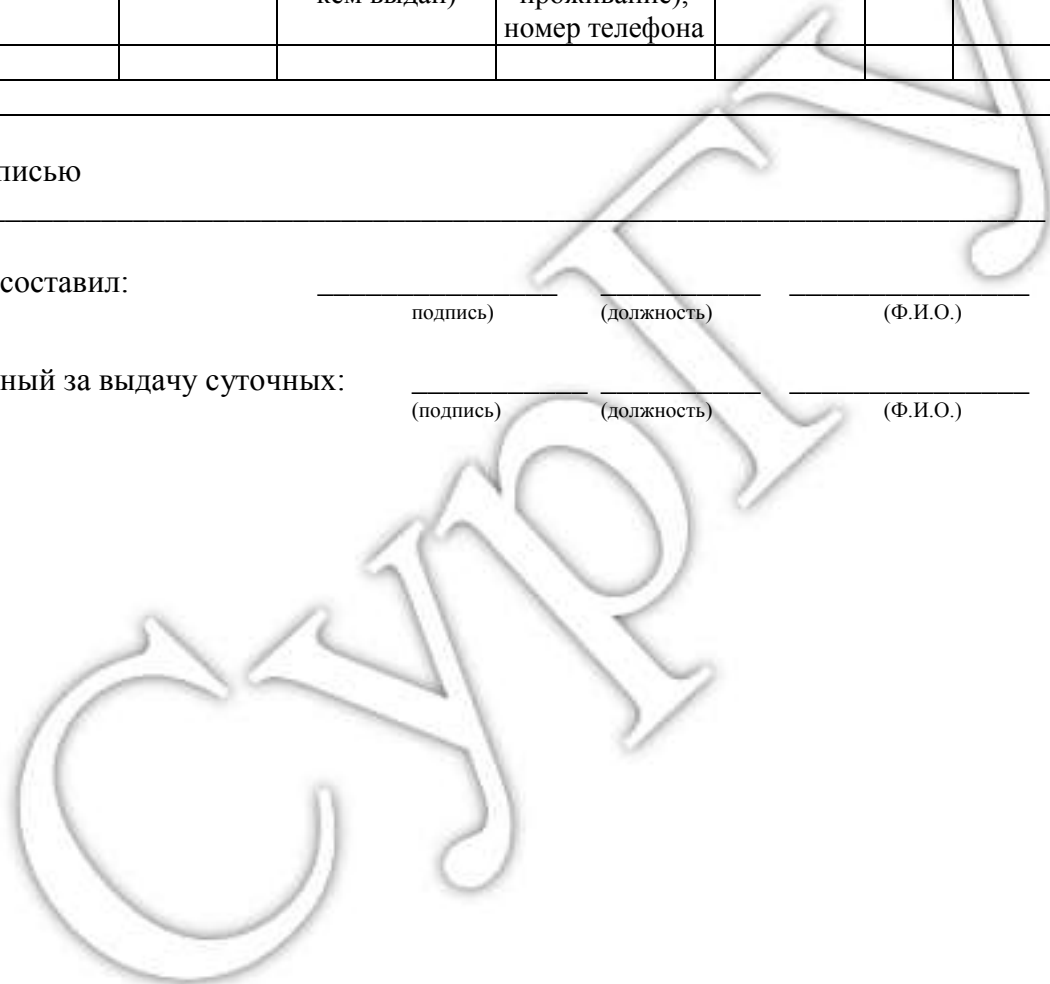 кем выдан)
проживание),
номер телефона
писью
составил:
подпись) (должность) (Ф.И.О.)
ный за выдачу суточных:
(подпись) (должность) (Ф.И.О.)
СурГУ